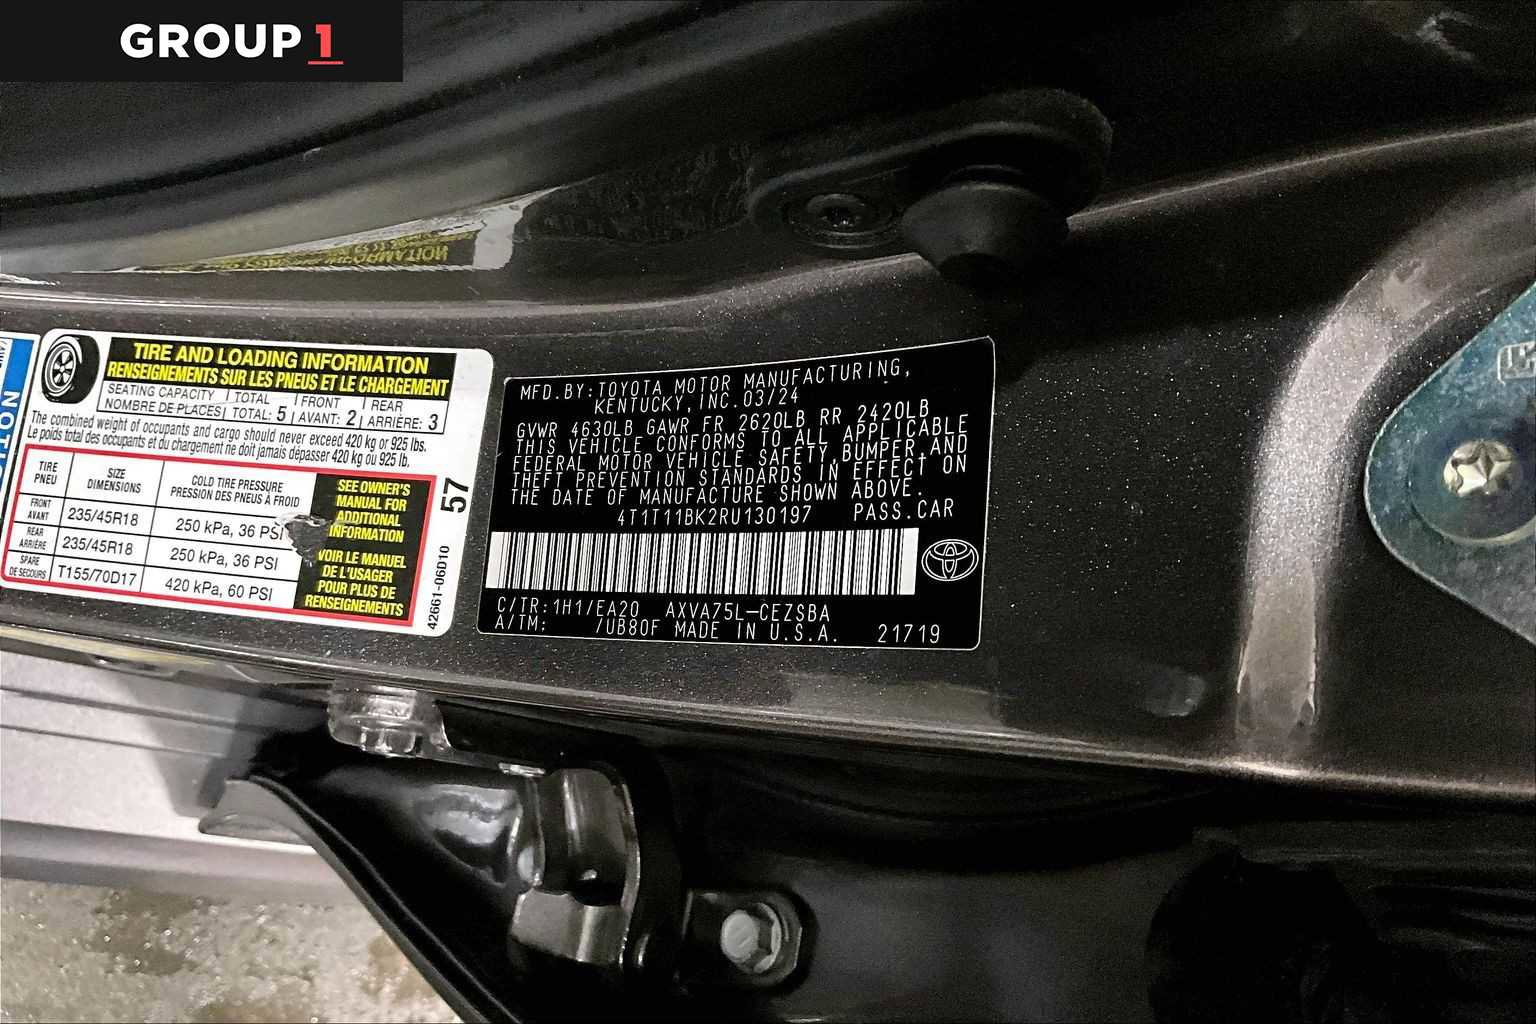 GROUP 1
TIRE AND LOADING INFORMATION
RENSEIGNEMENTS SUR LES PNEUS ET LE CHARGEMENT
SEATING CAPACITY | TOTAL | FRONT | REAR
NOMBRE DE PLACES | TOTAL: 5 | AVANT: 2 | ARRIÈRE: 3
The combined weight of occupants and cargo should never exceed 420 kg or 925 lbs.
Le poids total des occupants et du chargement ne doit jamais dépasser 420 kg ou 925 lb.
TIRE PNEU
SIZE DIMENSIONS
COLD TIRE PRESSURE
PRESSION DES PNEUS À FROID
FRONT AVANT 235/45R18 250 kPa, 36 PSI
REAR ARRIÈRE 235/45R18 250 kPa, 36 PSI
SPARE DE SECOURS T155/70D17 420 kPa, 60 PSI
SEE OWNER'S
MANUAL FOR
ADDITIONAL
INFORMATION
VOIR LE MANUEL
DE L'USAGER
POUR PLUS DE
RENSEIGNEMENTS
57
42661-06D10
MFD.BY:TOYOTA MOTOR MANUFACTURING,
KENTUCKY,INC.03/24
GVWR 4630LB GAWR FR 2620LB RR 2420LB
THIS VEHICLE CONFORMS TO ALL APPLICABLE
FEDERAL MOTOR VEHICLE SAFETY,BUMPER,AND
THEFT PREVENTION STANDARDS IN EFFECT ON
THE DATE OF MANUFACTURE SHOWN ABOVE.
4T1T11BK2RU130197 PASS.CAR
C/TR:1H1/EA20 AXVA75L-CEZSBA
A/TM: /UB80F MADE IN U.S.A. 21719